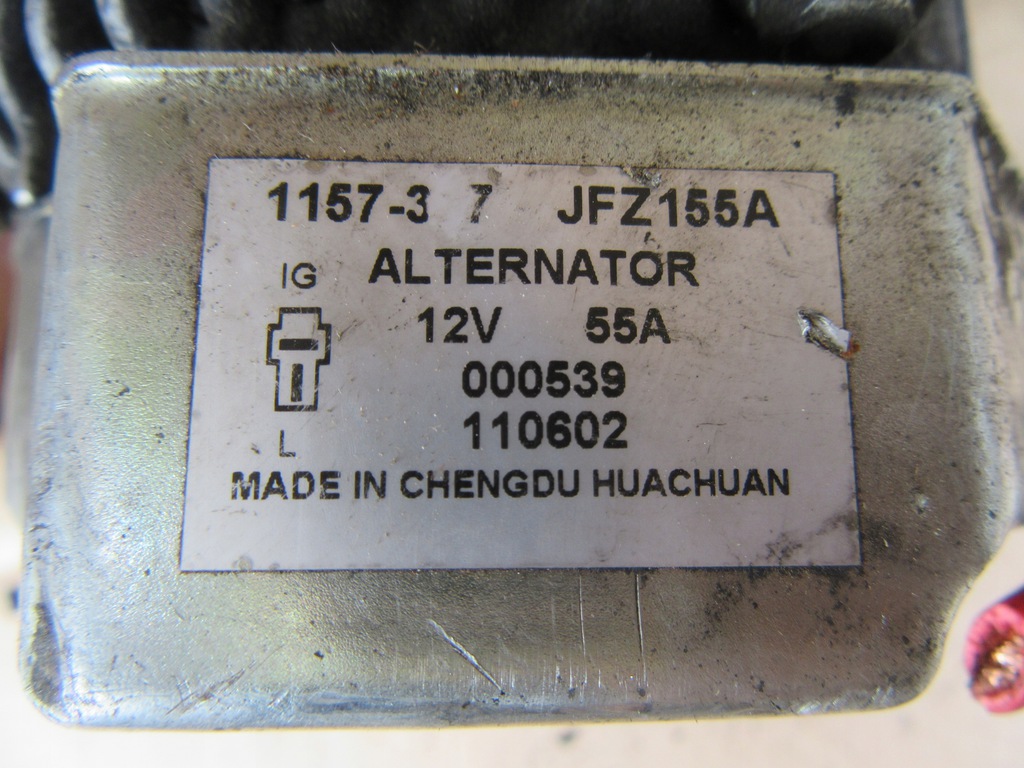 1157-3 7 JFZ155A
ALTERNATOR
IG
12V 55A
000539
110602
L
MADE IN CHENGDU HUACHUAN